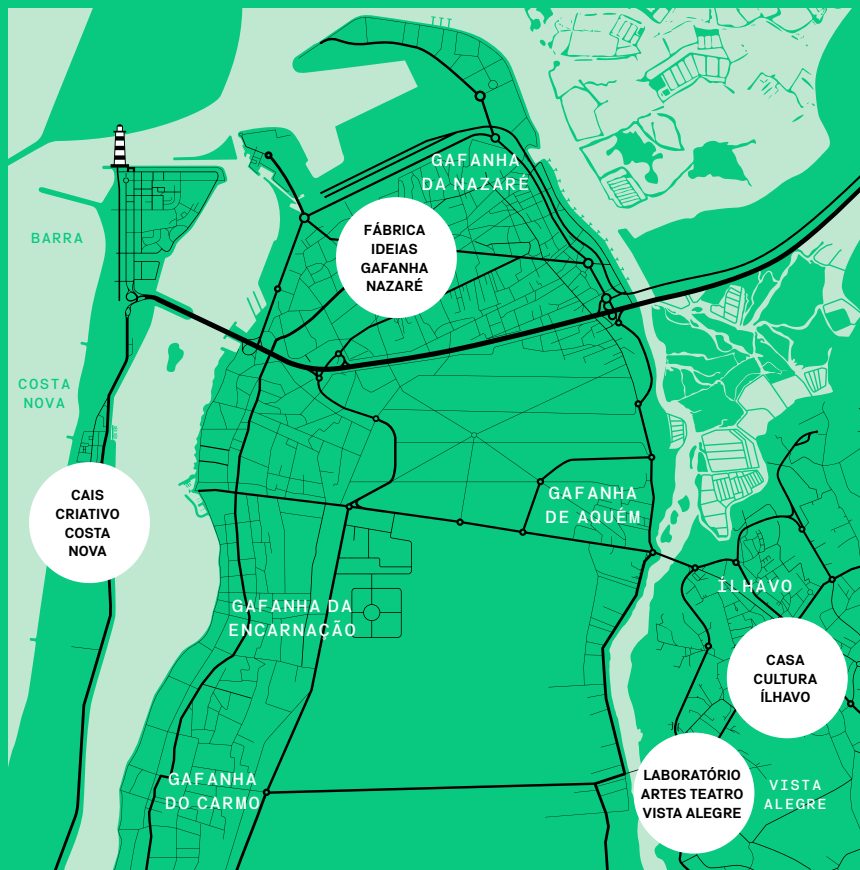 GAFANHA
DA NAZARÉ
FÁBRICA
IDEIAS
GAFANHA
NAZARÉ
BARRA
COSTA
NOVA
CAIS
CRIATIVO
COSTA
NOVA
GAFANHA
DE AQUÉM
ÍLHAVO
GAFANHA DA
ENCARNAÇÃO
CASA
CULTURA
ÍLHAVO
GAFANHA
DO CARMO
LABORATÓRIO
ARTES TEATRO
VISTA ALEGRE
VISTA
ALEGRE